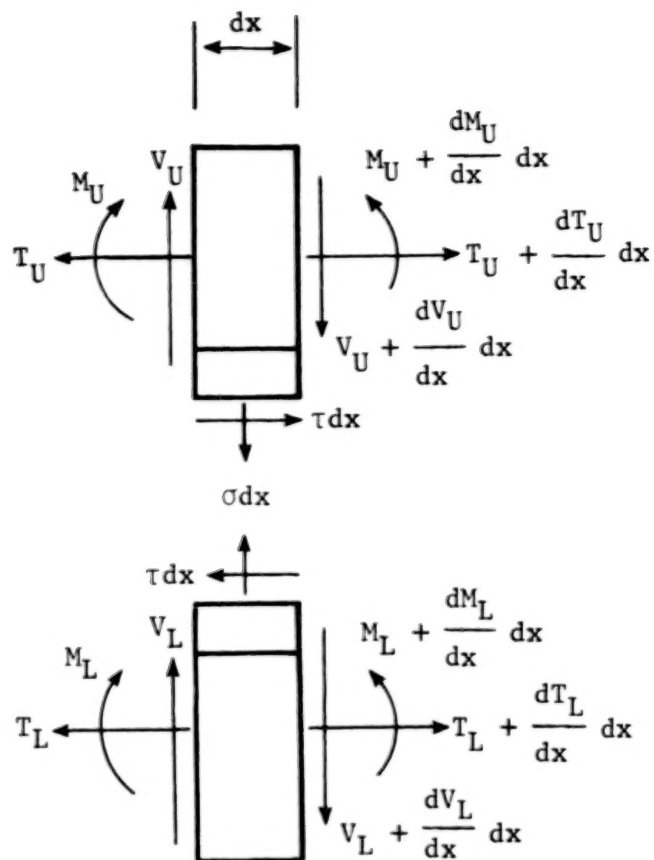 dx
V_U
M_U
T_U
M_U + dM_U/dx dx
T_U + dT_U/dx dx
V_U + dV_U/dx dx
τdx
σdx
τdx
V_L
M_L
T_L
M_L + dM_L/dx dx
T_L + dT_L/dx dx
V_L + dV_L/dx dx